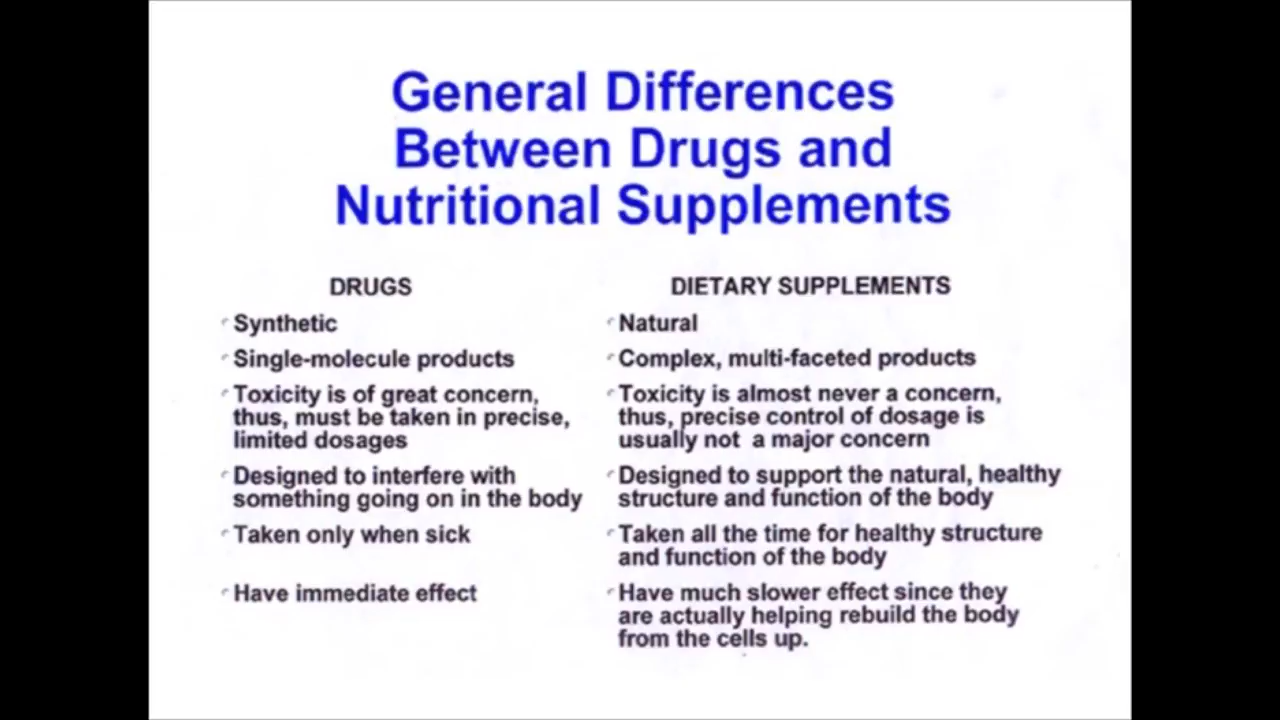 General Differences
Between Drugs and
Nutritional Supplements
DRUGS
Synthetic
Single-molecule products
Toxicity is of great concern,
thus, must be taken in precise,
limited dosages
Designed to interfere with
something going on in the body
Taken only when sick
Have immediate effect
DIETARY SUPPLEMENTS
Natural
Complex, multi-faceted products
Toxicity is almost never a concern,
thus, precise control of dosage is
usually not a major concern
Designed to support the natural, healthy
structure and function of the body
Taken all the time for healthy structure
and function of the body
Have much slower effect since they
are actually helping rebuild the body
from the cells up.